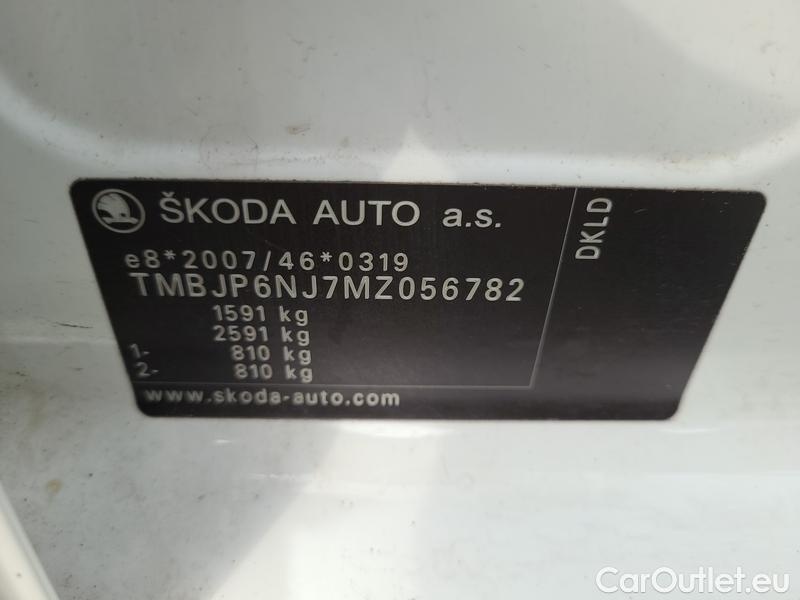 ŠKODA AUTO a.s.
e8*2007/46*0319
TMBJP6NJ7MZ056782
1591 kg
2591 kg
1- 810 kg
2- 810 kg
www.skoda-auto.com
DKLD
CarOutlet.eu